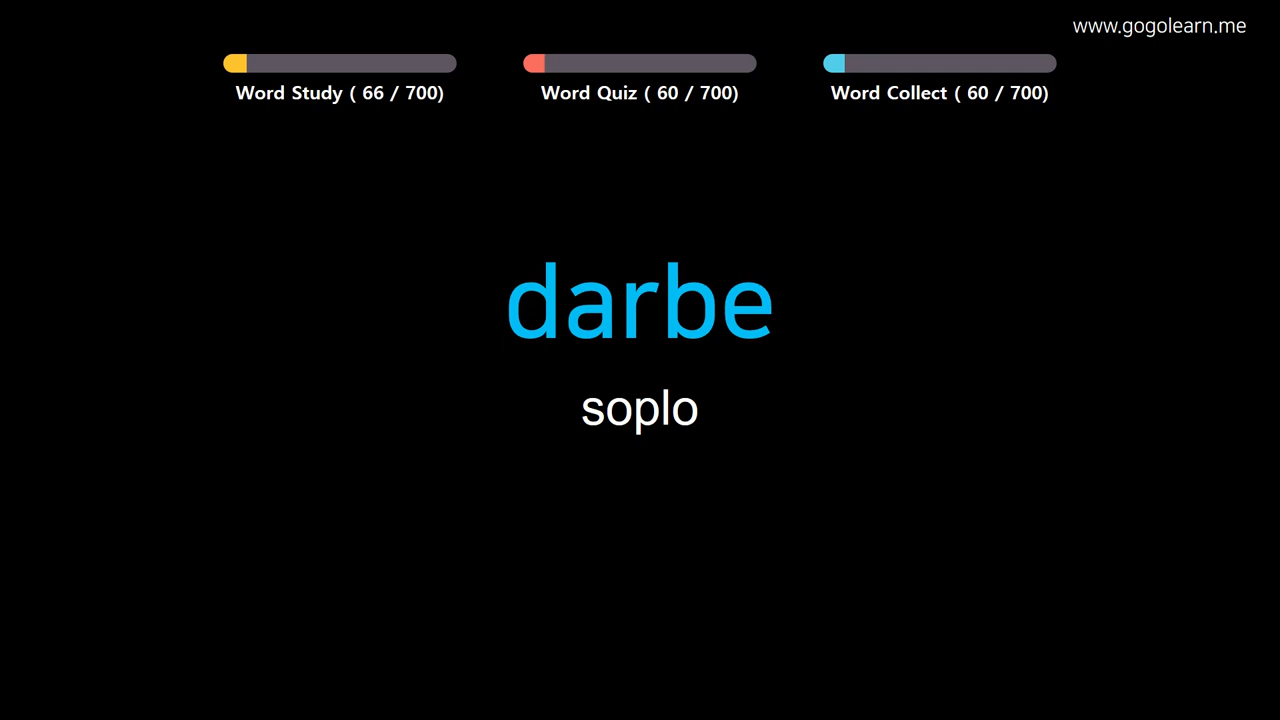 www.gogolearn.me
Word Study ( 66 / 700)
Word Quiz ( 60 / 700)
Word Collect ( 60 / 700)
darbe
soplo